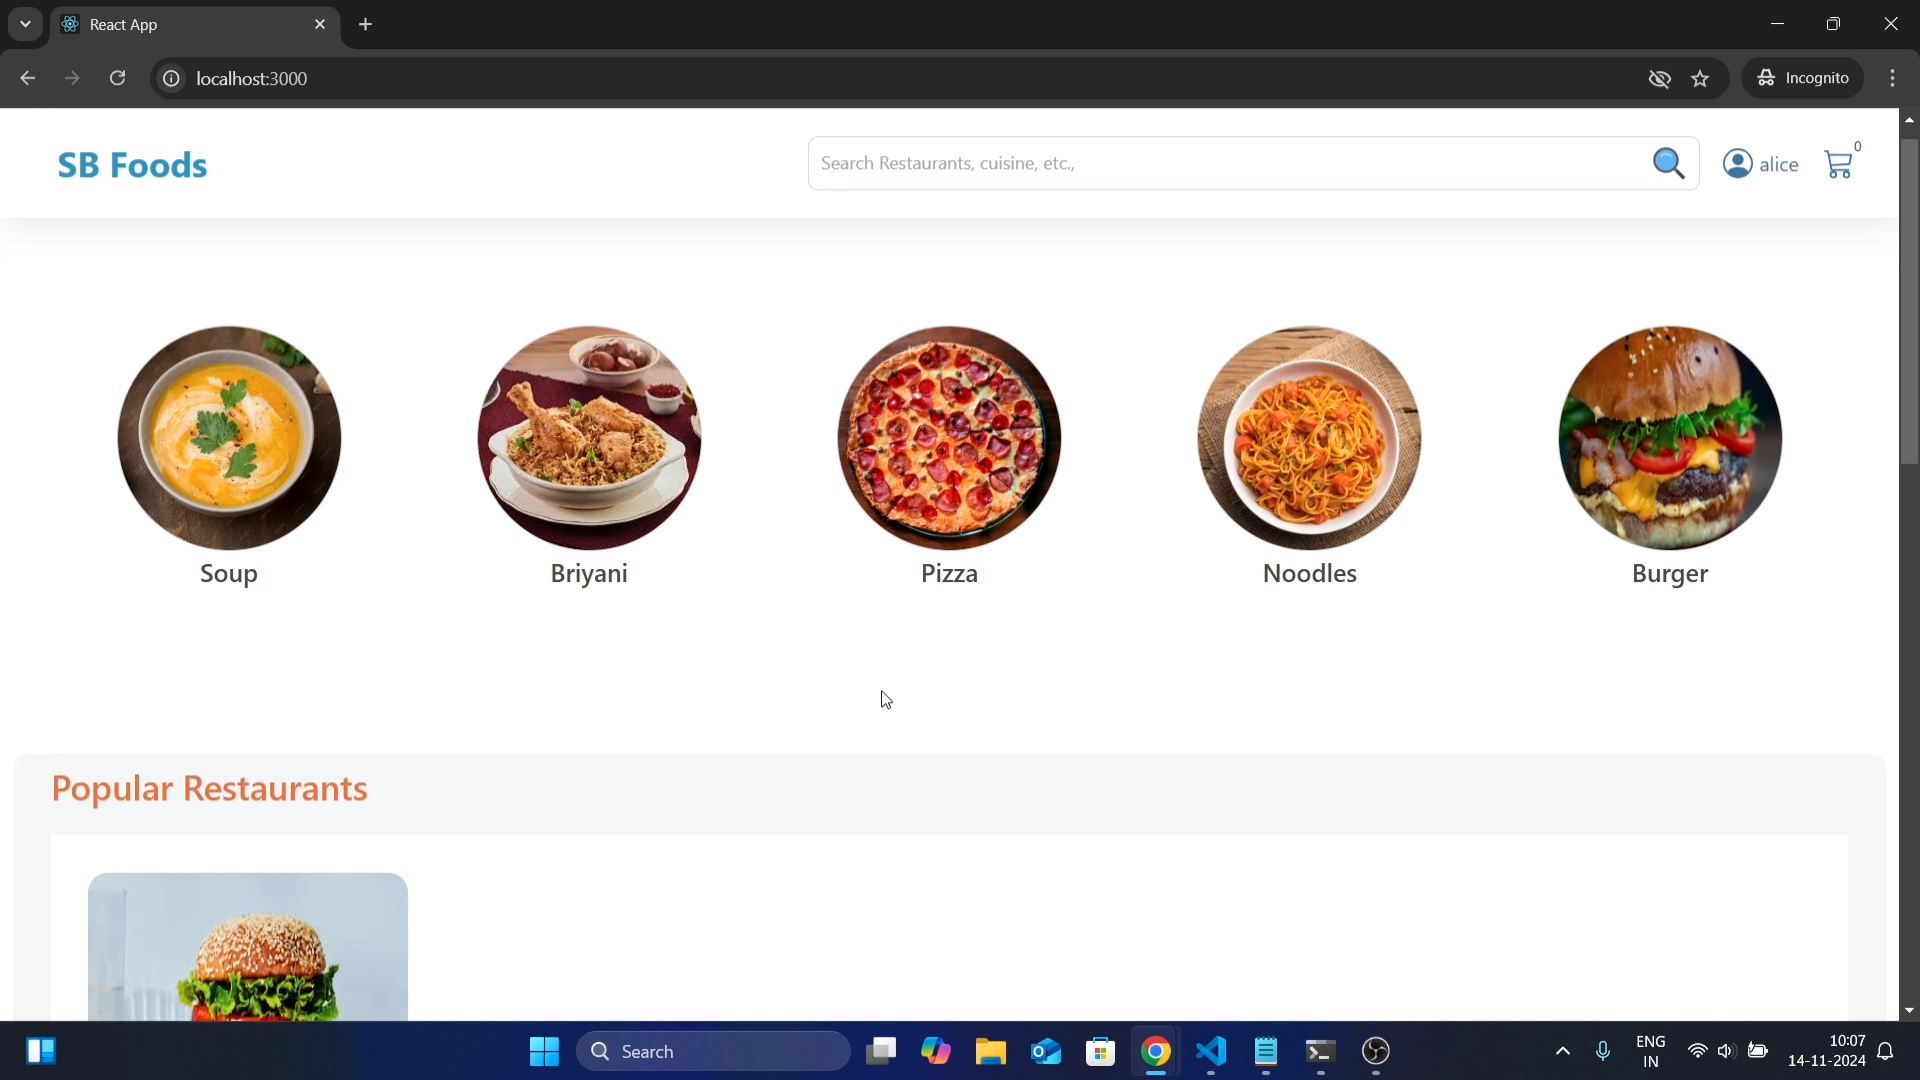 React App
localhost:3000
Incognito
SB Foods
Search Restaurants, cuisine, etc.,
alice
0
Soup
Briyani
Pizza
Noodles
Burger
Popular Restaurants
Search
ENG
IN
10:07
14-11-2024